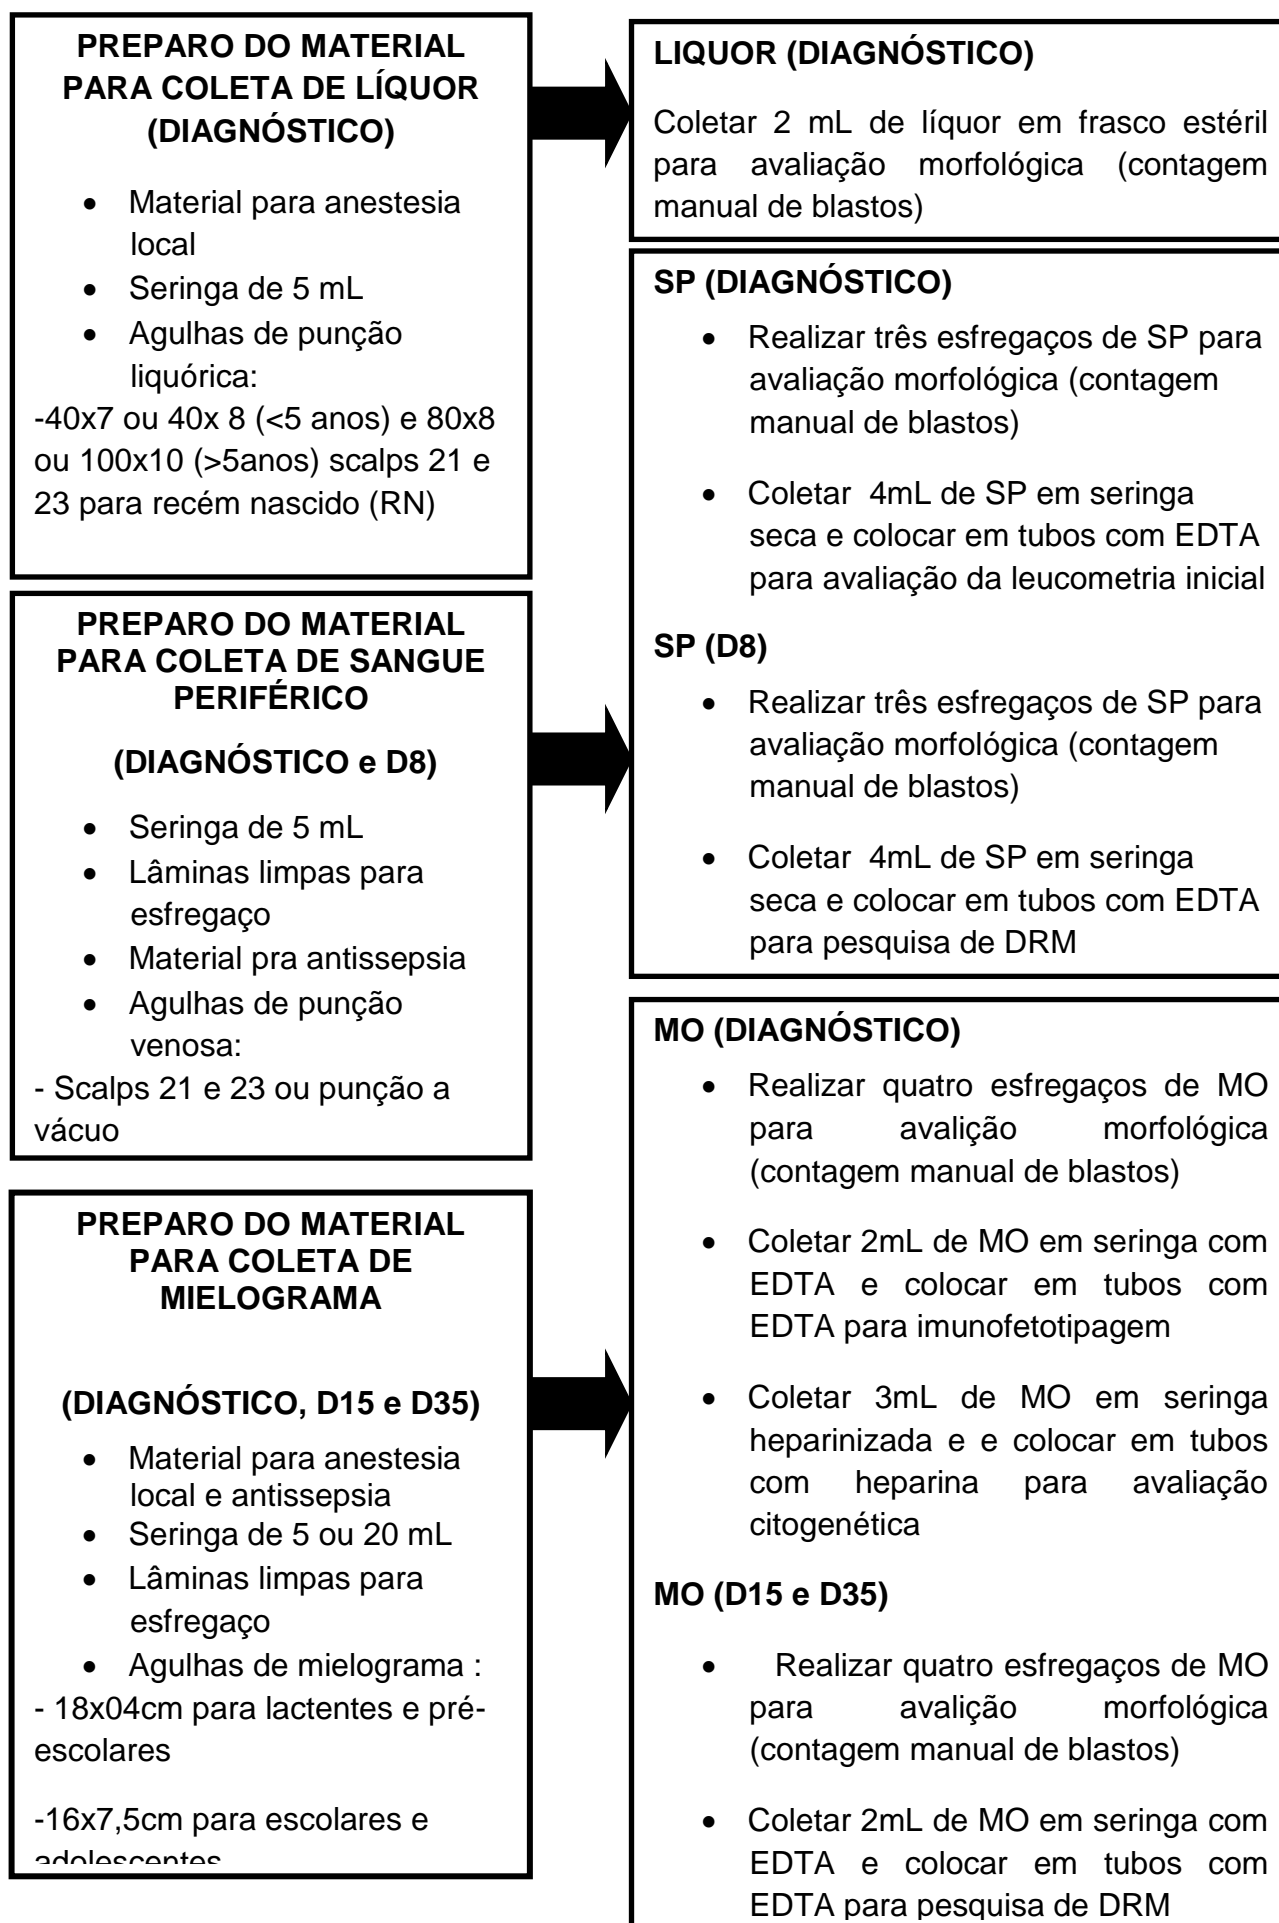 PREPARO DO MATERIAL
PARA COLETA DE LÍQUOR
(DIAGNÓSTICO)
• Material para anestesia
local
• Seringa de 5 mL
• Agulhas de punção
liquórica:
-40x7 ou 40x 8 (<5 anos) e 80x8
ou 100x10 (>5anos) scalps 21 e
23 para recém nascido (RN)
LIQUOR (DIAGNÓSTICO)
Coletar 2 mL de líquor em frasco estéril
para avaliação morfológica (contagem
manual de blastos)
PREPARO DO MATERIAL
PARA COLETA DE SANGUE
PERIFÉRICO
(DIAGNÓSTICO e D8)
• Seringa de 5 mL
• Lâminas limpas para
esfregaço
• Material pra antissepsia
• Agulhas de punção
venosa:
- Scalps 21 e 23 ou punção a
vácuo
SP (DIAGNÓSTICO)
• Realizar três esfregaços de SP para
avaliação morfológica (contagem
manual de blastos)
• Coletar 4mL de SP em seringa
seca e colocar em tubos com EDTA
para avaliação da leucometria inicial
SP (D8)
• Realizar três esfregaços de SP para
avaliação morfológica (contagem
manual de blastos)
• Coletar 4mL de SP em seringa
seca e colocar em tubos com EDTA
para pesquisa de DRM
PREPARO DO MATERIAL
PARA COLETA DE
MIELOGRAMA
(DIAGNÓSTICO, D15 e D35)
• Material para anestesia
local e antissepsia
• Seringa de 5 ou 20 mL
• Lâminas limpas para
esfregaço
• Agulhas de mielograma :
- 18x04cm para lactentes e pré-
escolares
-16x7,5cm para escolares e
adolescentes
MO (DIAGNÓSTICO)
• Realizar quatro esfregaços de MO
para avalição morfológica
(contagem manual de blastos)
• Coletar 2mL de MO em seringa com
EDTA e colocar em tubos com
EDTA para imunofetotipagem
• Coletar 3mL de MO em seringa
heparinizada e e colocar em tubos
com heparina para avaliação
citogenética
MO (D15 e D35)
• Realizar quatro esfregaços de MO
para avalição morfológica
(contagem manual de blastos)
• Coletar 2mL de MO em seringa com
EDTA e colocar em tubos com
EDTA para pesquisa de DRM